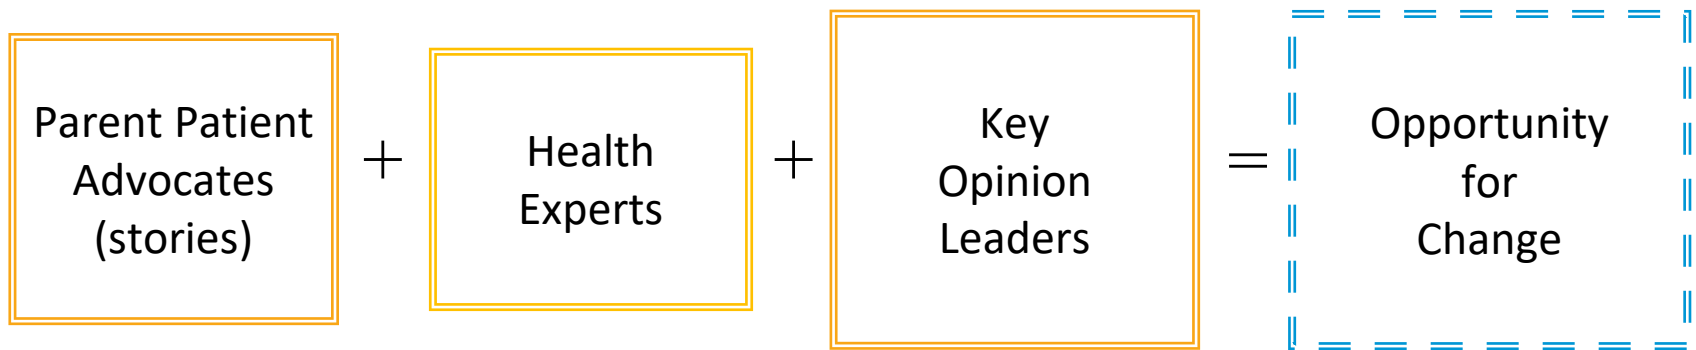 Parent Patient
Advocates
(stories)
+
Health
Experts
+
Key
Opinion
Leaders
=
Opportunity
for
Change